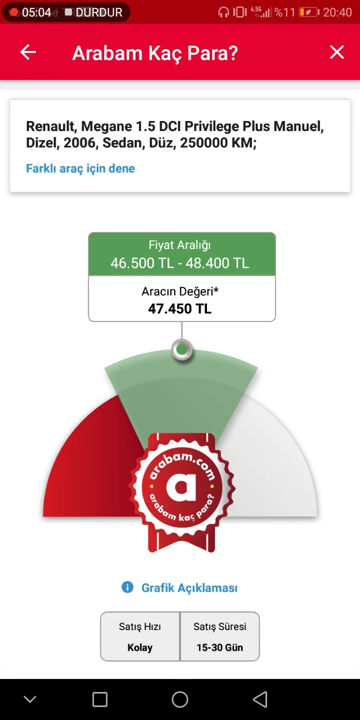 05:04 DURDUR 4.5G %11 20:40
Arabam Kaç Para?
Renault, Megane 1.5 DCI Privilege Plus Manuel,
Dizel, 2006, Sedan, Düz, 250000 KM;
Farklı araç için dene
Fiyat Aralığı
46.500 TL - 48.400 TL
Aracın Değeri*
47.450 TL
arabam.com
a
arabam kaç para?
i Grafik Açıklaması
Satış Hızı
Kolay
Satış Süresi
15-30 Gün